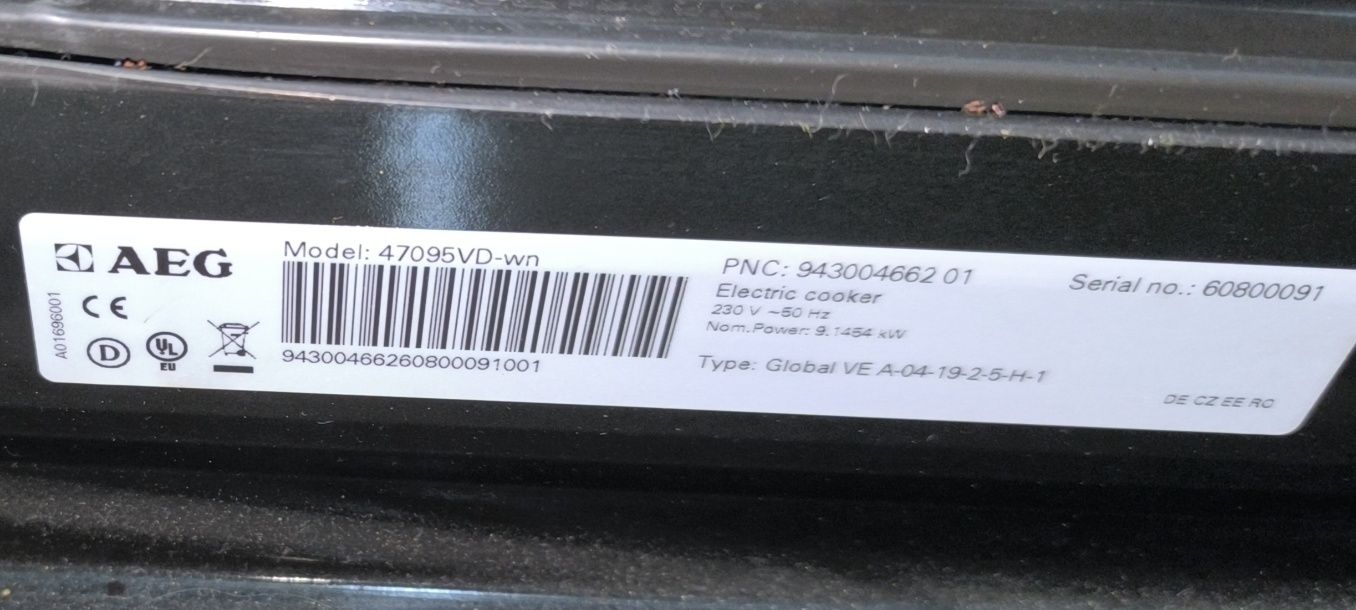 AEG
Model: 47095VD-wn
A01696001
CE
D
UL
EU
94300466260800091001
PNC: 943004662 01
Serial no.: 60800091
Electric cooker
230 V ~50 Hz
Nom.Power: 9.1454 kW
Type: Global VE A-04-19-2-5-H-1
DE CZ EE RO